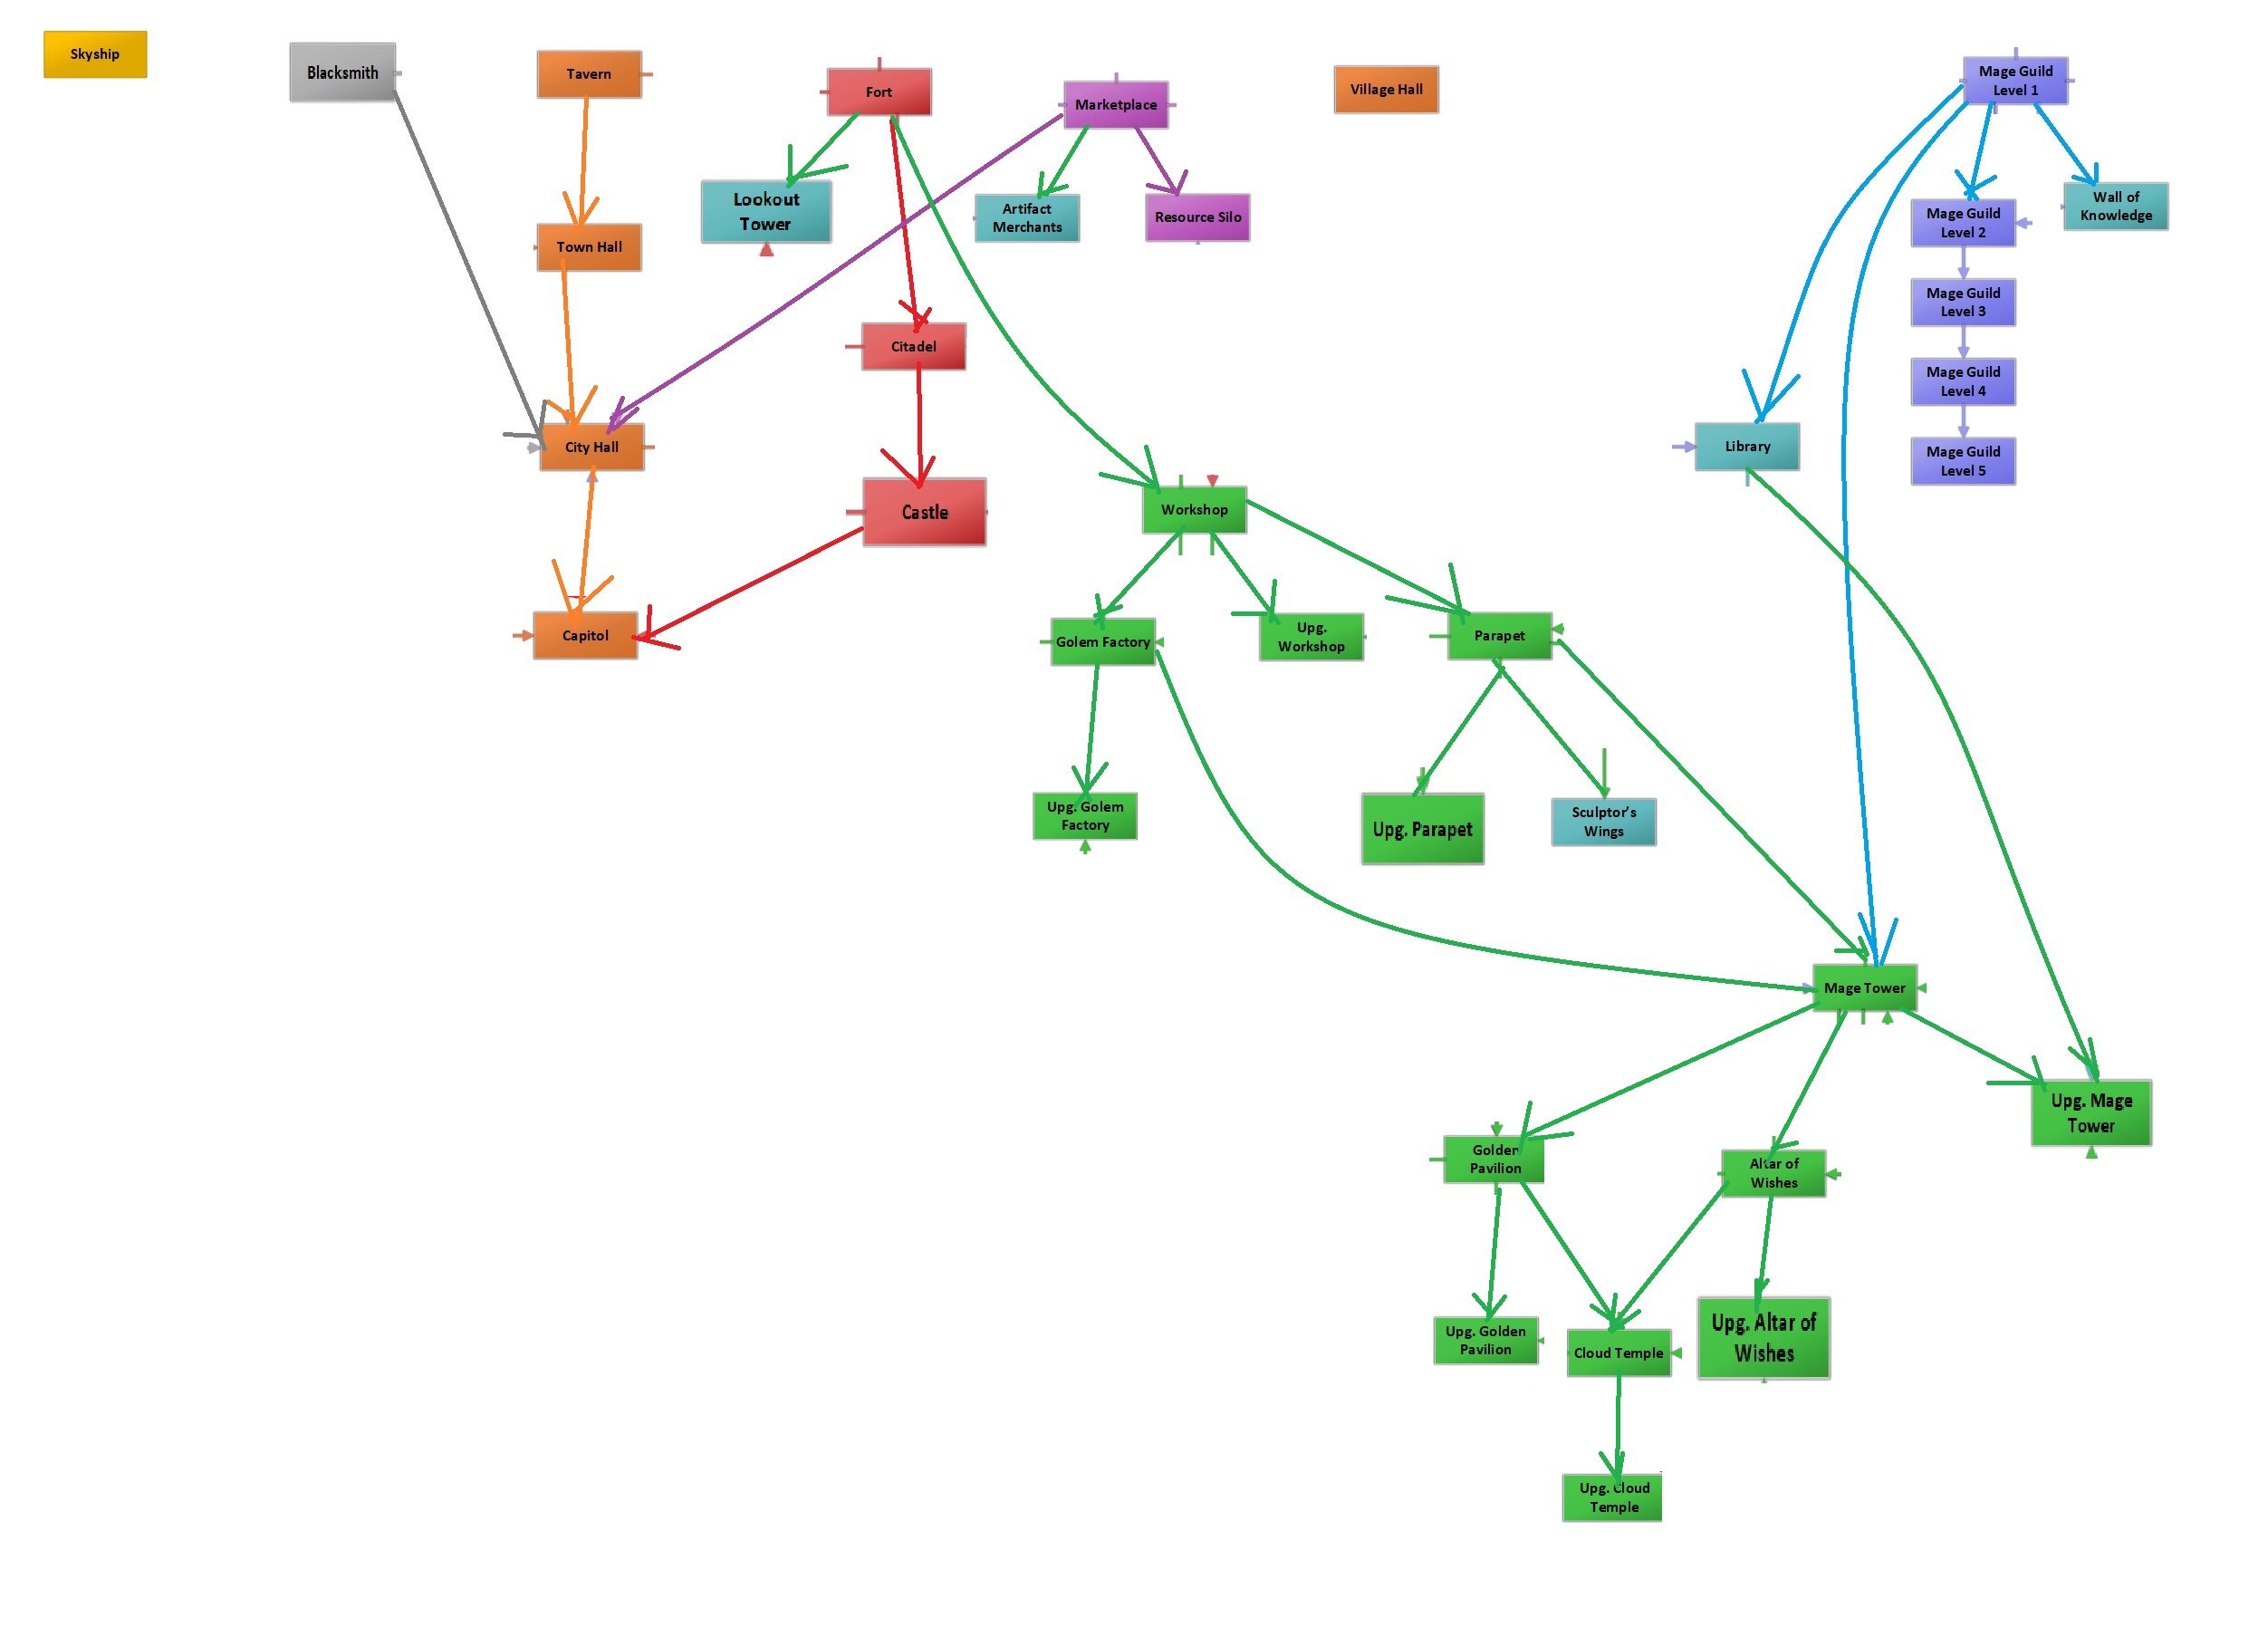 Skyship
Blacksmith
Tavern
Fort
Marketplace
Village Hall
Mage Guild
Level 1
Lookout
Tower
Artifact
Merchants
Resource Silo
Mage Guild
Level 2
Wall of
Knowledge
Town Hall
Mage Guild
Level 3
Citadel
Mage Guild
Level 4
City Hall
Library
Mage Guild
Level 5
Castle
Workshop
Capitol
Golem Factory
Upg.
Workshop
Parapet
Upg. Golem
Factory
Upg. Parapet
Sculptor's
Wings
Mage Tower
Upg. Mage
Tower
Golden
Pavilion
Altar of
Wishes
Upg. Golden
Pavilion
Cloud Temple
Upg. Altar of
Wishes
Upg. Cloud
Temple